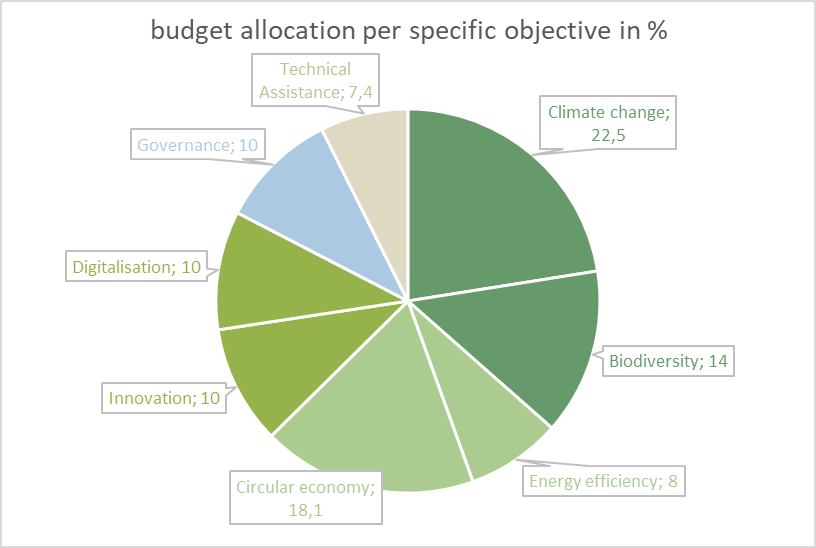 budget allocation per specific objective in %
Technical
Assistance; 7,4
Climate change;
22,5
Governance; 10
Digitalisation; 10
Biodiversity; 14
Innovation; 10
Circular economy;
18,1
Energy efficiency; 8